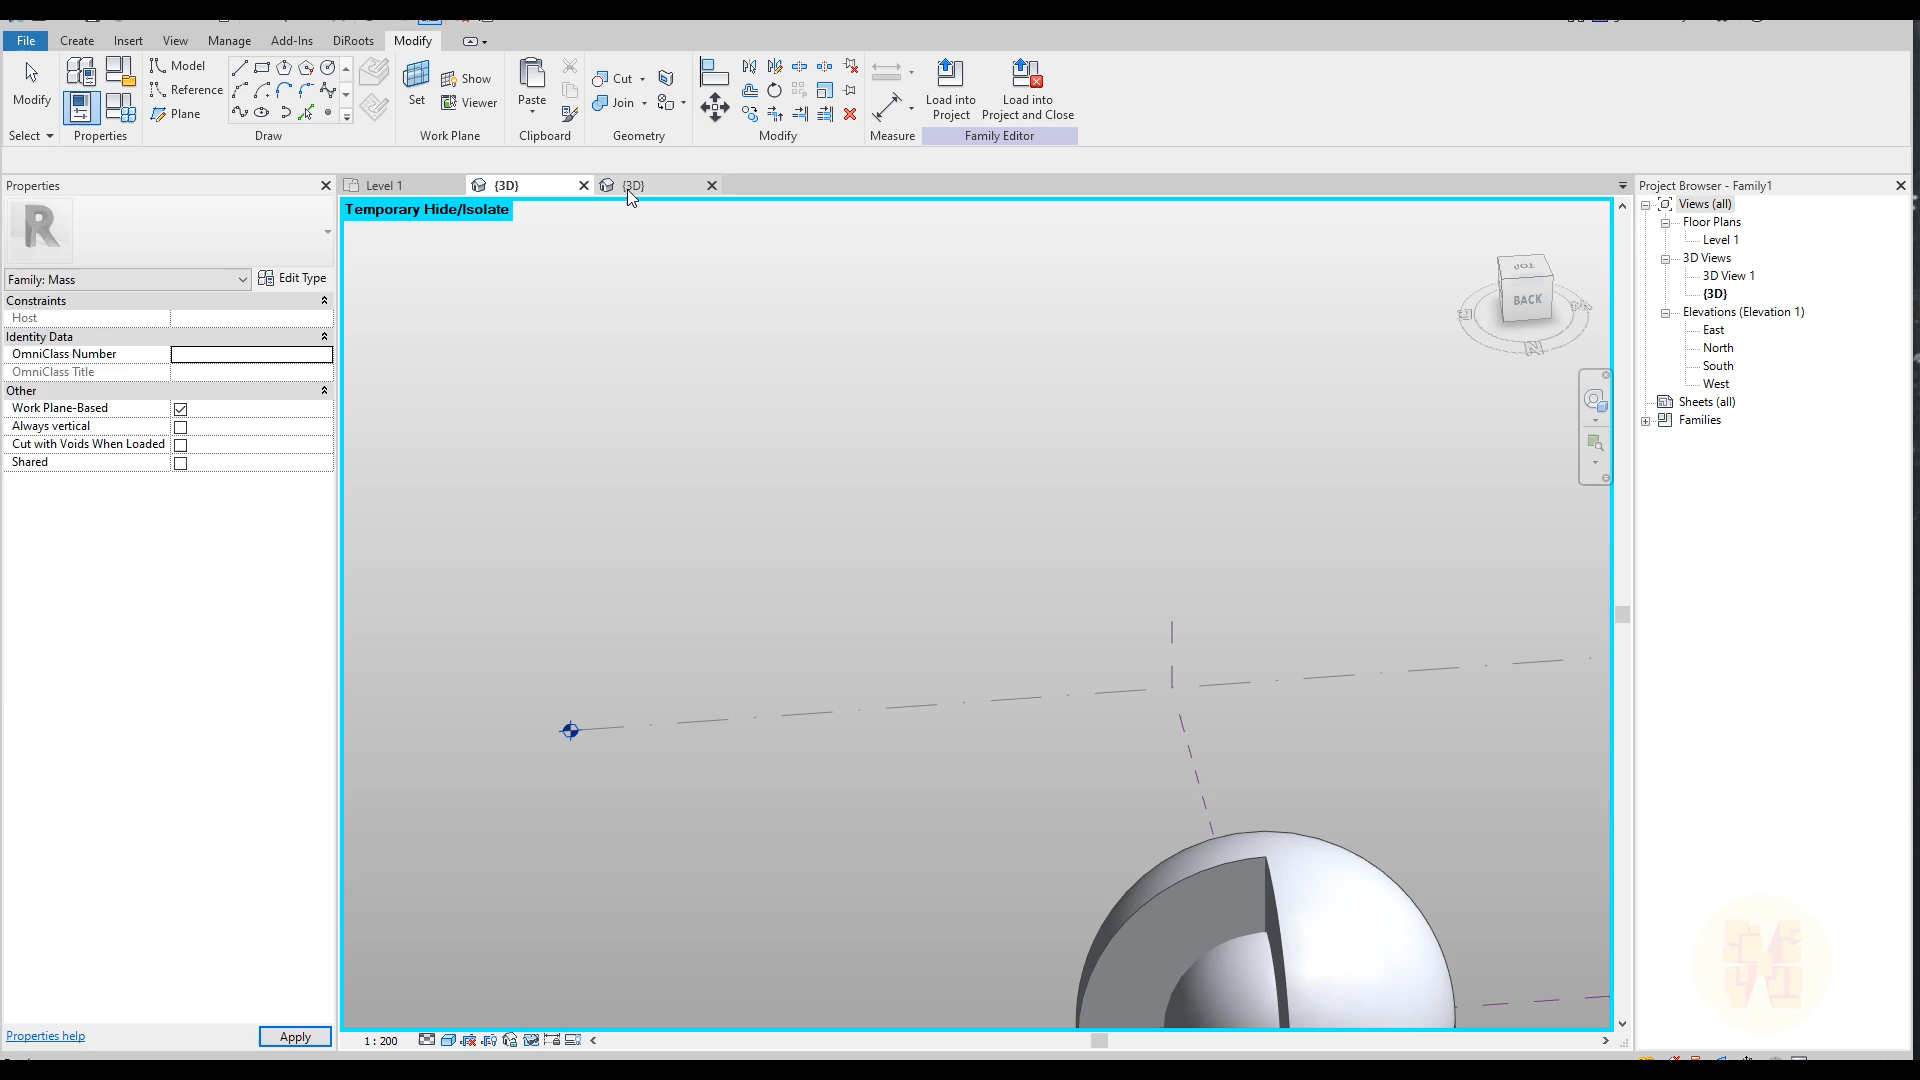 File Create Insert View Manage Add-Ins DiRoots Modify
Modify
Model
Reference
Plane
Set
Show
Viewer
Paste
Cut
Join
Load into
Project
Load into
Project and Close
Select
Properties
Draw
Work Plane
Clipboard
Geometry
Modify
Measure
Family Editor
Properties
Level 1
{3D}
{3D}
Project Browser - Family1
R
Family: Mass
Edit Type
Constraints
Host
Identity Data
OmniClass Number
OmniClass Title
Other
Work Plane-Based
Always vertical
Cut with Voids When Loaded
Shared
Properties help
Apply
Temporary Hide/Isolate
TOP
BACK
N
1 : 200
Views (all)
Floor Plans
Level 1
3D Views
3D View 1
{3D}
Elevations (Elevation 1)
East
North
South
West
Sheets (all)
Families